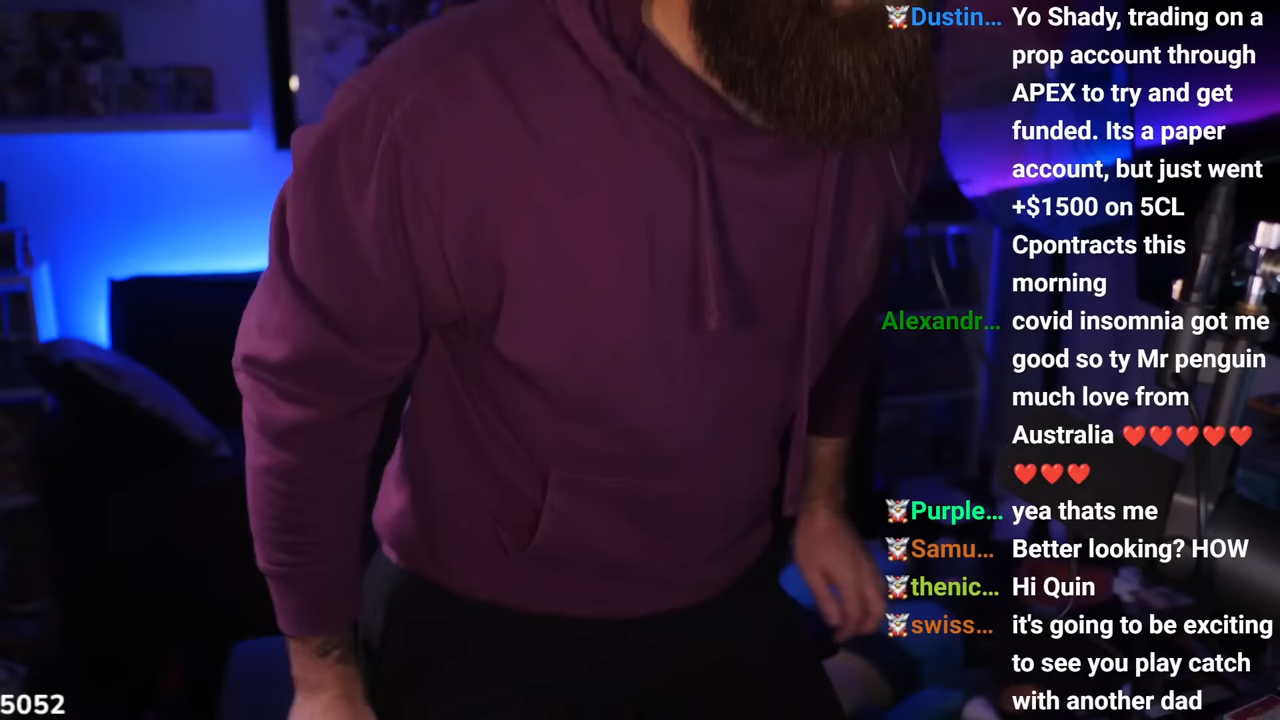 Dustin… Yo Shady, trading on a
prop account through
APEX to try and get
funded. Its a paper
account, but just went
+$1500 on 5CL
Cpontracts this
morning
Alexandr… covid insomnia got me
good so ty Mr penguin
much love from
Australia ❤️❤️❤️❤️❤️
❤️❤️❤️
Purple… yea thats me
Samu… Better looking? HOW
thenic… Hi Quin
swiss… it's going to be exciting
to see you play catch
with another dad
5052